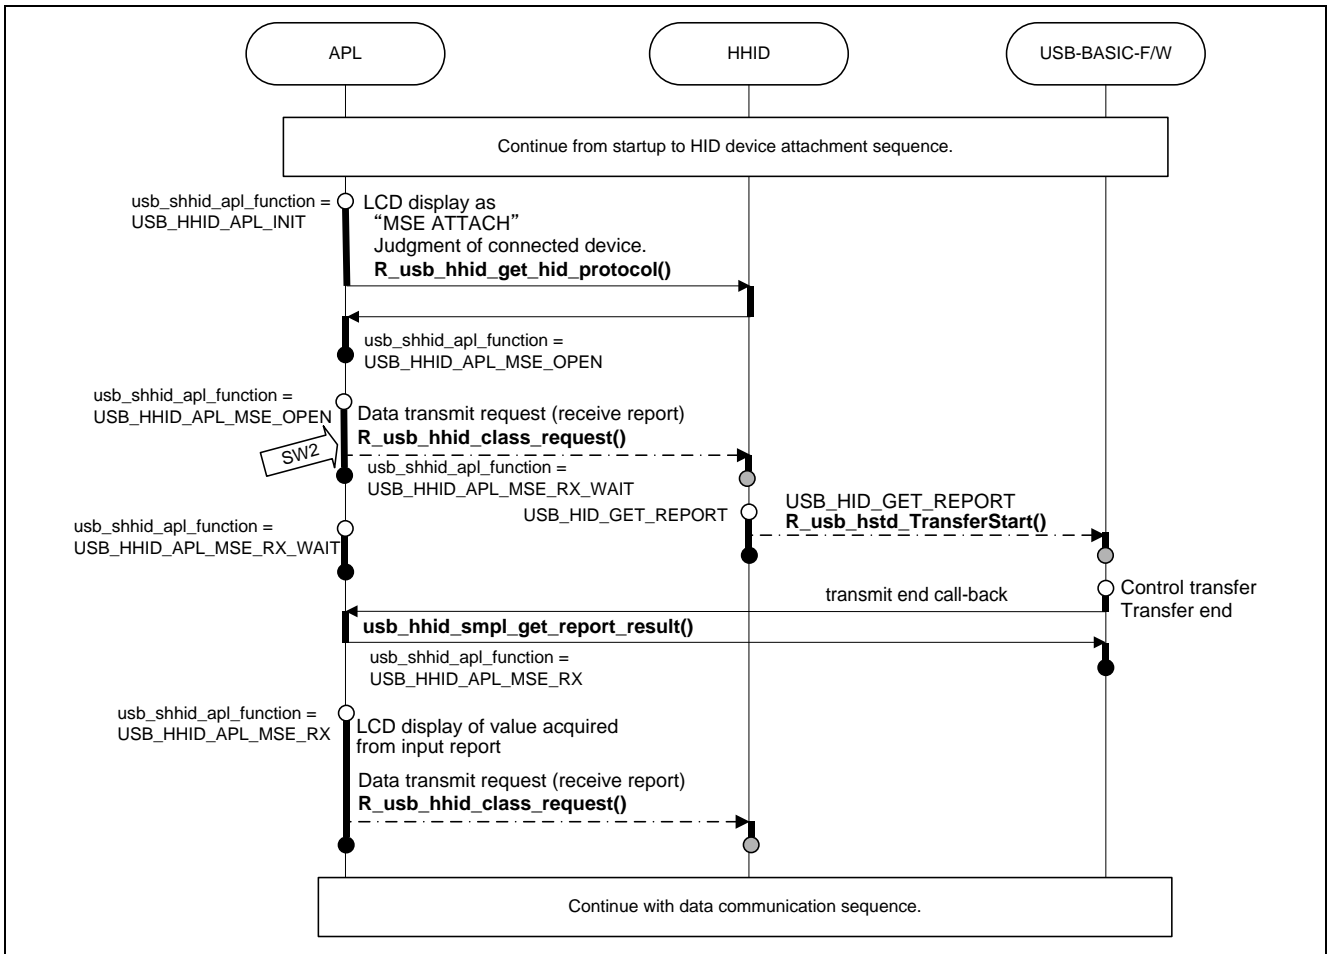 APL
HHID
USB-BASIC-F/W
Continue from startup to HID device attachment sequence.
usb_shhid_apl_function =
USB_HHID_APL_INIT
LCD display as
“MSE ATTACH”
Judgment of connected device.
R_usb_hhid_get_hid_protocol()
usb_shhid_apl_function =
USB_HHID_APL_MSE_OPEN
usb_shhid_apl_function =
USB_HHID_APL_MSE_OPEN
Data transmit request (receive report)
R_usb_hhid_class_request()
SW2
usb_shhid_apl_function =
USB_HHID_APL_MSE_RX_WAIT
USB_HID_GET_REPORT
USB_HID_GET_REPORT
R_usb_hstd_TransferStart()
usb_shhid_apl_function =
USB_HHID_APL_MSE_RX_WAIT
Control transfer
Transfer end
transmit end call-back
usb_hhid_smpl_get_report_result()
usb_shhid_apl_function =
USB_HHID_APL_MSE_RX
usb_shhid_apl_function =
USB_HHID_APL_MSE_RX
LCD display of value acquired
from input report
Data transmit request (receive report)
R_usb_hhid_class_request()
Continue with data communication sequence.